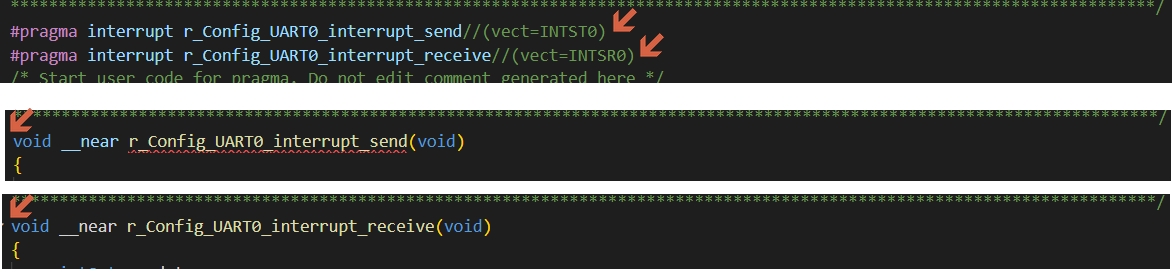 ***************************************************************************************************************/
#pragma interrupt r_Config_UART0_interrupt_send//(vect=INTST0)
#pragma interrupt r_Config_UART0_interrupt_receive//(vect=INTSR0)
/* Start user code for pragma. Do not edit comment generated here */
***************************************************************************************************************/
void __near r_Config_UART0_interrupt_send(void)
{
***************************************************************************************************************/
void __near r_Config_UART0_interrupt_receive(void)
{